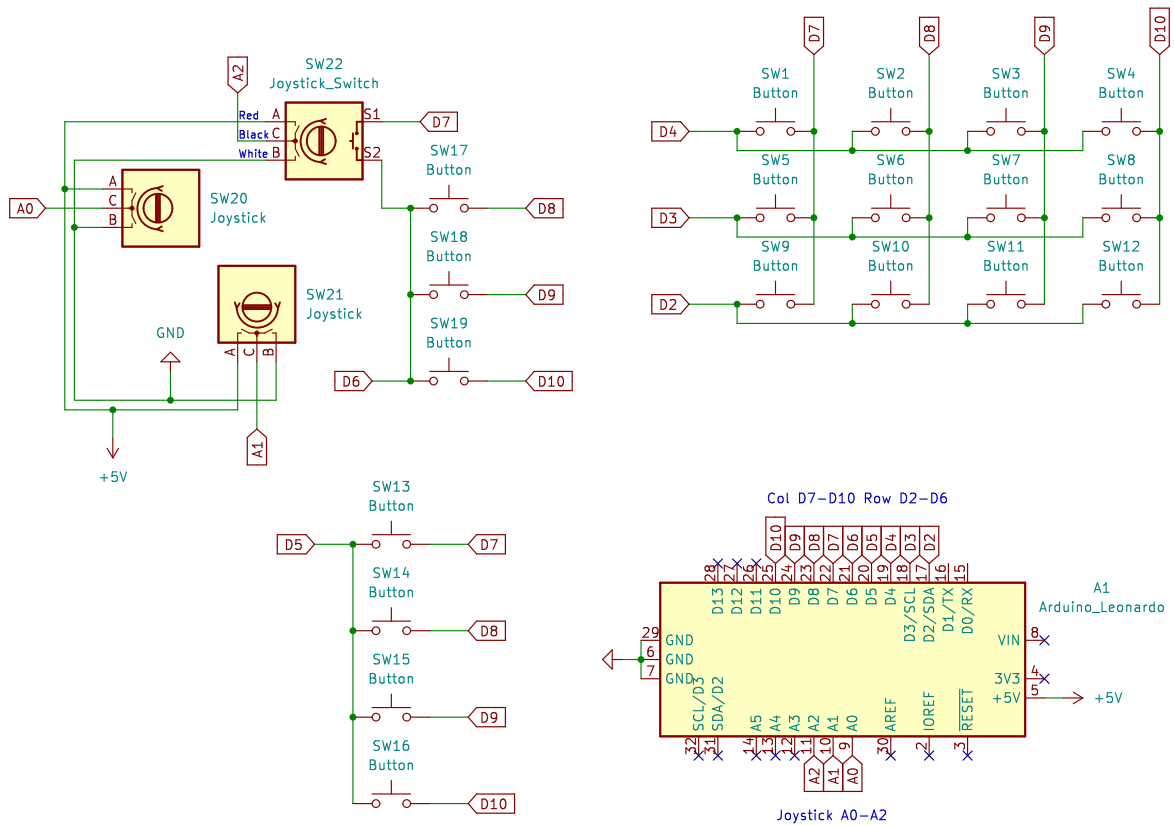 A2
SW22
Joystick_Switch
Red A
Black C
White B
S1
S2
D7
A0
A
C
B
SW20
Joystick
SW21
Joystick
A C B
GND
+5V
A1
SW17
Button
D8
SW18
Button
D9
SW19
Button
D6
D10
D7 D8 D9 D10
SW1 SW2 SW3 SW4
Button Button Button Button
D4
SW5 SW6 SW7 SW8
Button Button Button Button
D3
SW9 SW10 SW11 SW12
Button Button Button Button
D2
SW13
Button
D5
D7
SW14
Button
D8
SW15
Button
D9
SW16
Button
D10
Col D7-D10 Row D2-D6
D10 D9 D8 D7 D6 D5 D4 D3 D2
28 27 26 25 24 23 22 21 20 19 18 17 16 15
D13 D12 D11 D10 D9 D8 D7 D6 D5 D4 D3/SCL D2/SDA D1/TX D0/RX
A1
Arduino_Leonardo
29 GND
6 GND
7 GND
VIN 8
3V3 4
+5V 5
+5V
SCL/D3 SDA/D2 A5 A4 A3 A2 A1 A0 AREF IOREF RESET
32 31 14 13 12 11 10 9 30 2 3
A2 A1 A0
Joystick A0-A2